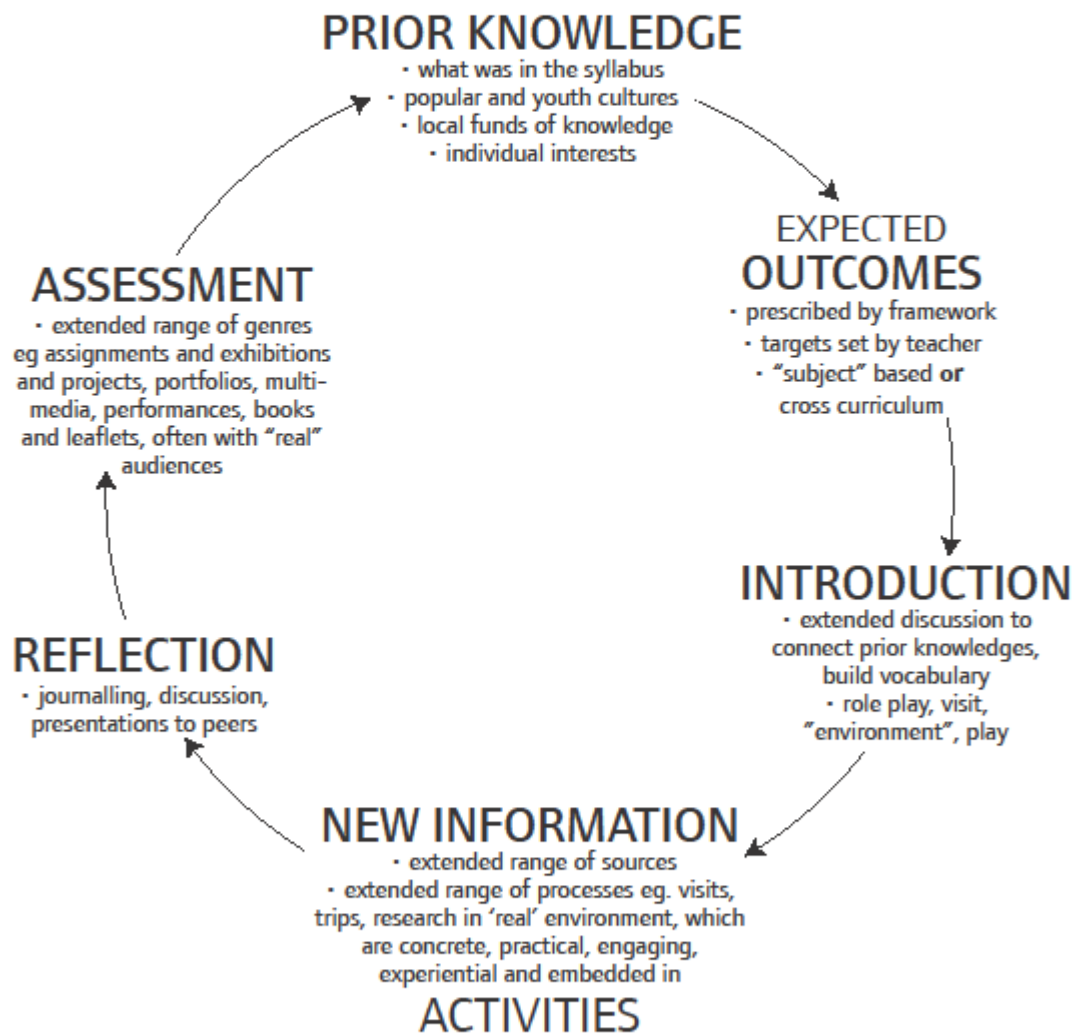 PRIOR KNOWLEDGE
• what was in the syllabus
• popular and youth cultures
• local funds of knowledge
• individual interests
EXPECTED
OUTCOMES
• prescribed by framework
• targets set by teacher
• “subject” based or
cross curriculum
INTRODUCTION
• extended discussion to
connect prior knowledges,
build vocabulary
• role play, visit,
”environment”, play
NEW INFORMATION
• extended range of sources
• extended range of processes eg. visits,
trips, research in ‘real’ environment, which
are concrete, practical, engaging,
experiential and embedded in
ACTIVITIES
REFLECTION
• journalling, discussion,
presentations to peers
ASSESSMENT
• extended range of genres
eg assignments and exhibitions
and projects, portfolios, multi-
media, performances, books
and leaflets, often with “real”
audiences